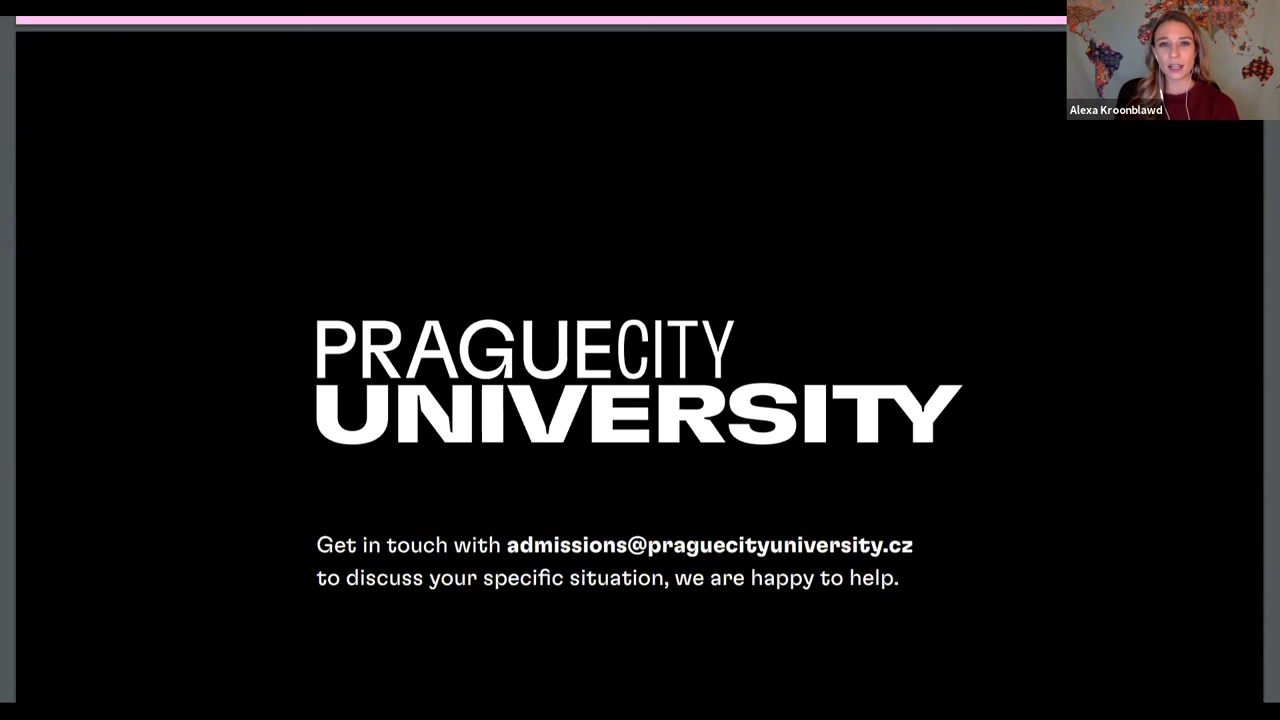 Alexa Kroonblawd
PRAGUECITY
UNIVERSITY
Get in touch with admissions@praguecityuniversity.cz
to discuss your specific situation, we are happy to help.